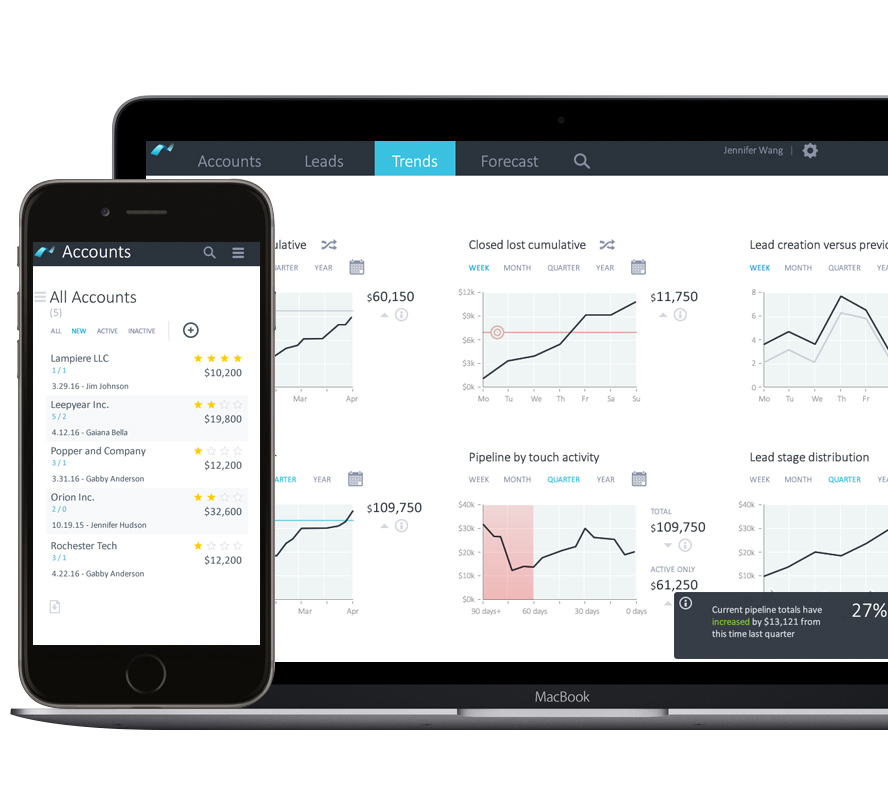 Accounts
Leads
Trends
Forecast
Jennifer Wang |
Accounts
All Accounts
(5)
ALL NEW ACTIVE INACTIVE
Lampiere LLC
1 / 1
$10,200
3.29.16 - Jim Johnson
Leepyear Inc.
5 / 2
$19,800
4.12.16 - Gaiana Bella
Popper and Company
3 / 1
$12,200
3.31.16 - Gabby Anderson
Orion Inc.
2 / 0
$32,600
10.19.15 - Jennifer Hudson
Rochester Tech
3 / 1
$12,200
4.22.16 - Gabby Anderson
ulative
UARTER YEAR
$60,150
Mar Apr
Closed lost cumulative
WEEK MONTH QUARTER YEAR
$12k
$9k
$6k
$3k
$0k
Mo Tu We Th Fr Sa Su
$11,750
Lead creation versus previo
WEEK MONTH QUARTER YEA
8
6
4
2
0
Mo Tu We Th Fr
ARTER YEAR
$109,750
Mar Apr
Pipeline by touch activity
WEEK MONTH QUARTER YEAR
$40k
$30k
$20k
$10k
$0k
90 days+ 60 days 30 days 0 days
TOTAL
$109,750
ACTIVE ONLY
$61,250
Lead stage distribution
WEEK MONTH QUARTER YEA
$40k
$30k
$20k
$10k
Current pipeline totals have
increased by $13,121 from
this time last quarter
27%
MacBook